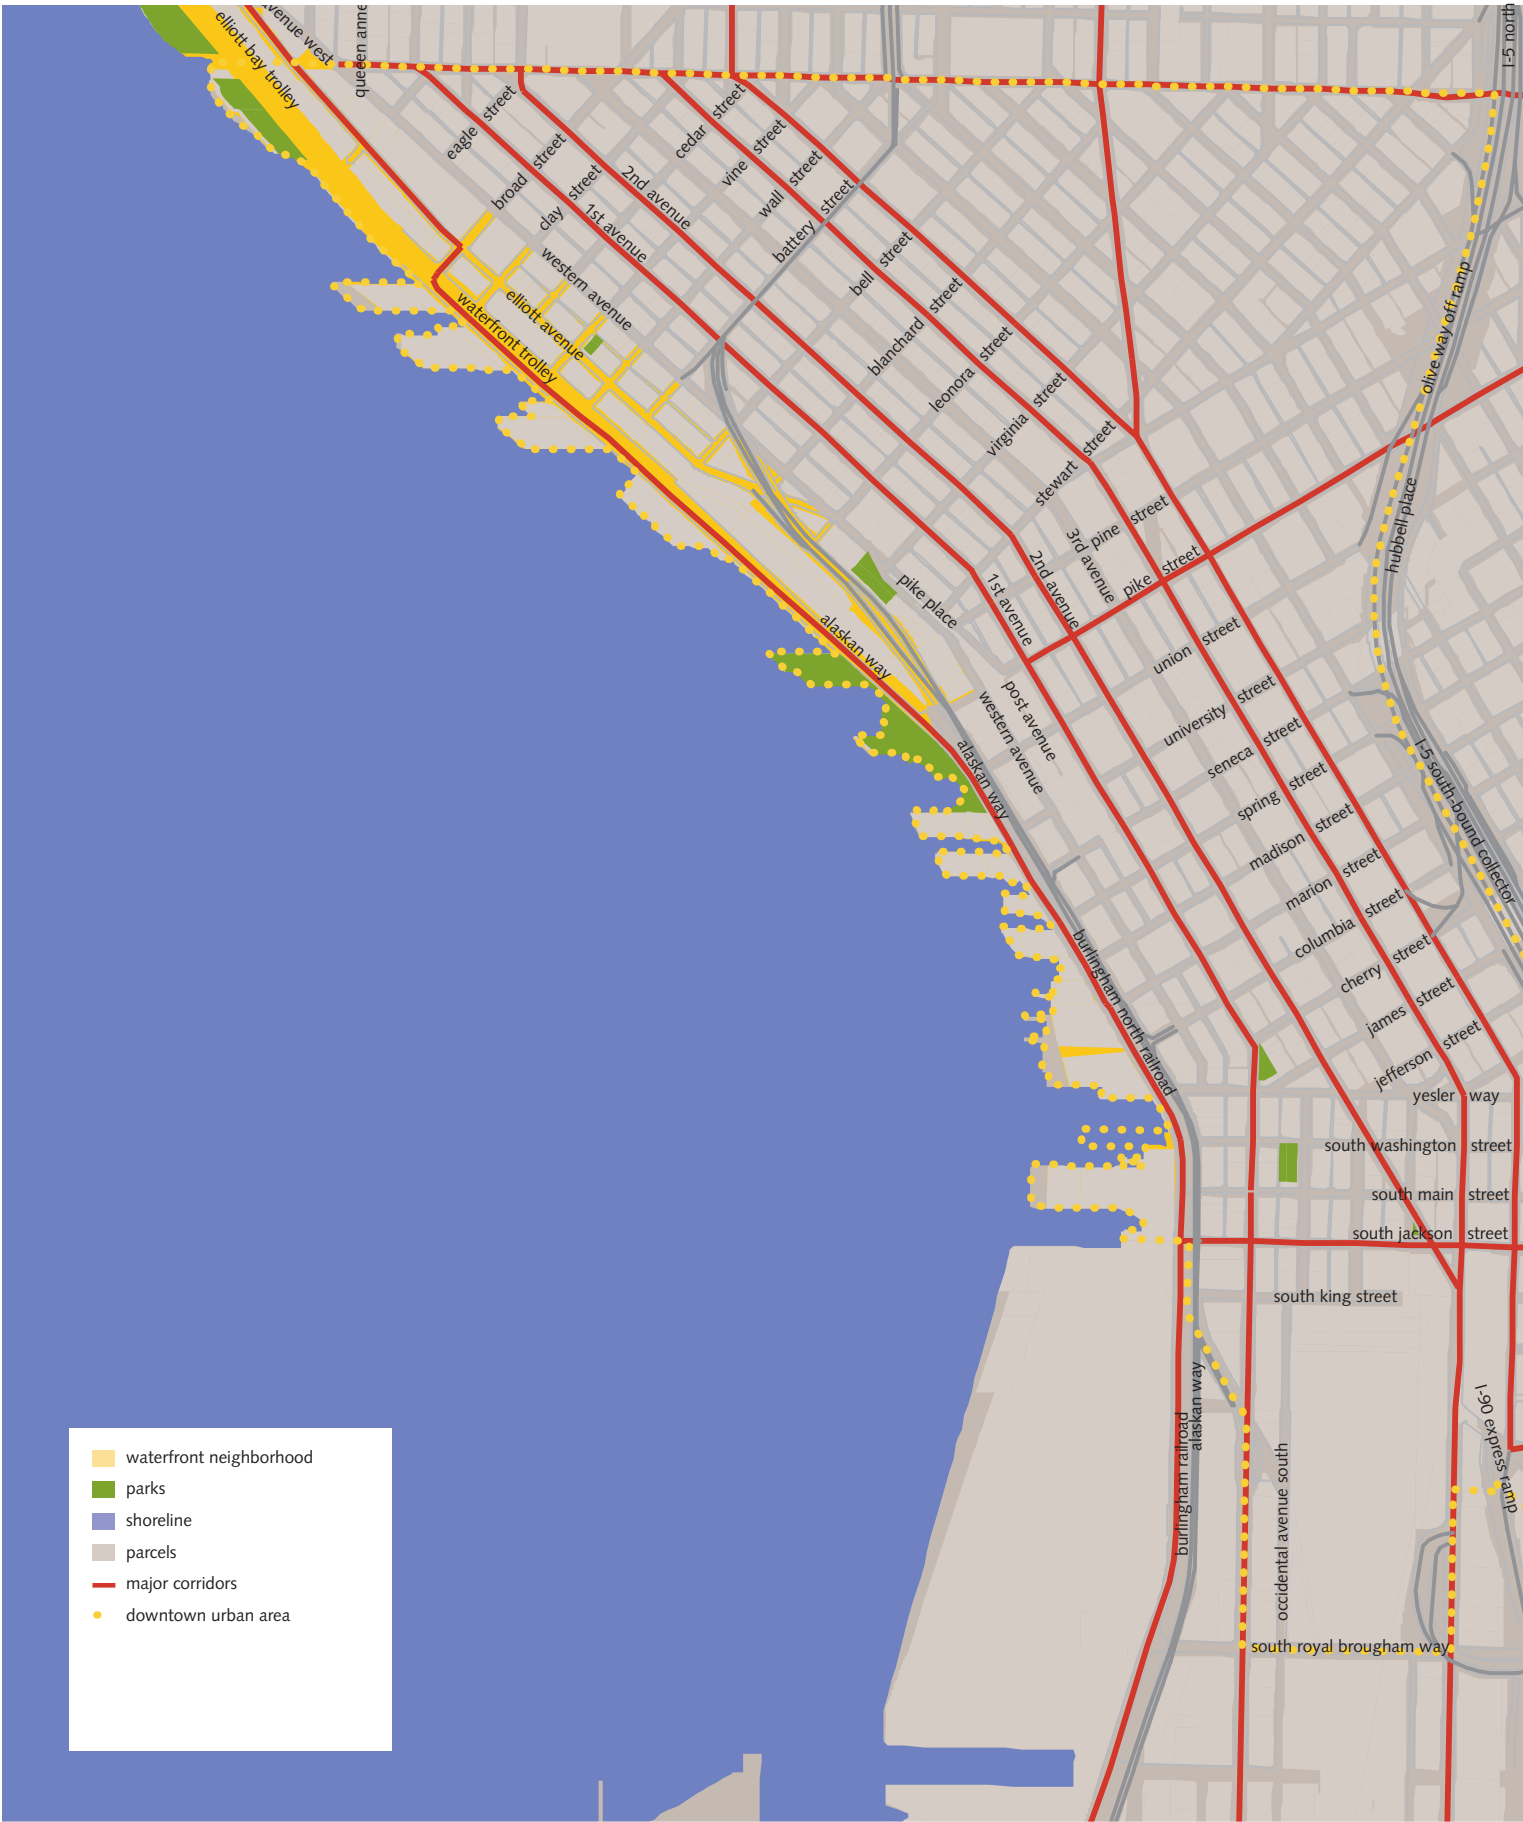 avenue west
queeen anne
I-5 north
elliott bay trolley
eagle street
broad street
clay street
cedar street
vine street
wall street
battery street
2nd avenue
1st avenue
western avenue
elliott avenue
waterfront trolley
bell street
blanchard street
leonora street
virginia street
stewart street
olive way off ramp
hubbell place
pine street
pike street
3rd avenue
2nd avenue
1st avenue
pike place
alaskan way
union street
university street
seneca street
spring street
madison street
marion street
columbia street
cherry street
james street
jefferson street
post avenue
western avenue
alaskan way
I-5 south-bound collector
burlingham north railroad
yesler way
south washington street
south main street
south jackson street
south king street
alaskan way
burlingham railroad
occidental avenue south
I-90 express ramp
south royal brougham way
waterfront neighborhood
parks
shoreline
parcels
major corridors
downtown urban area